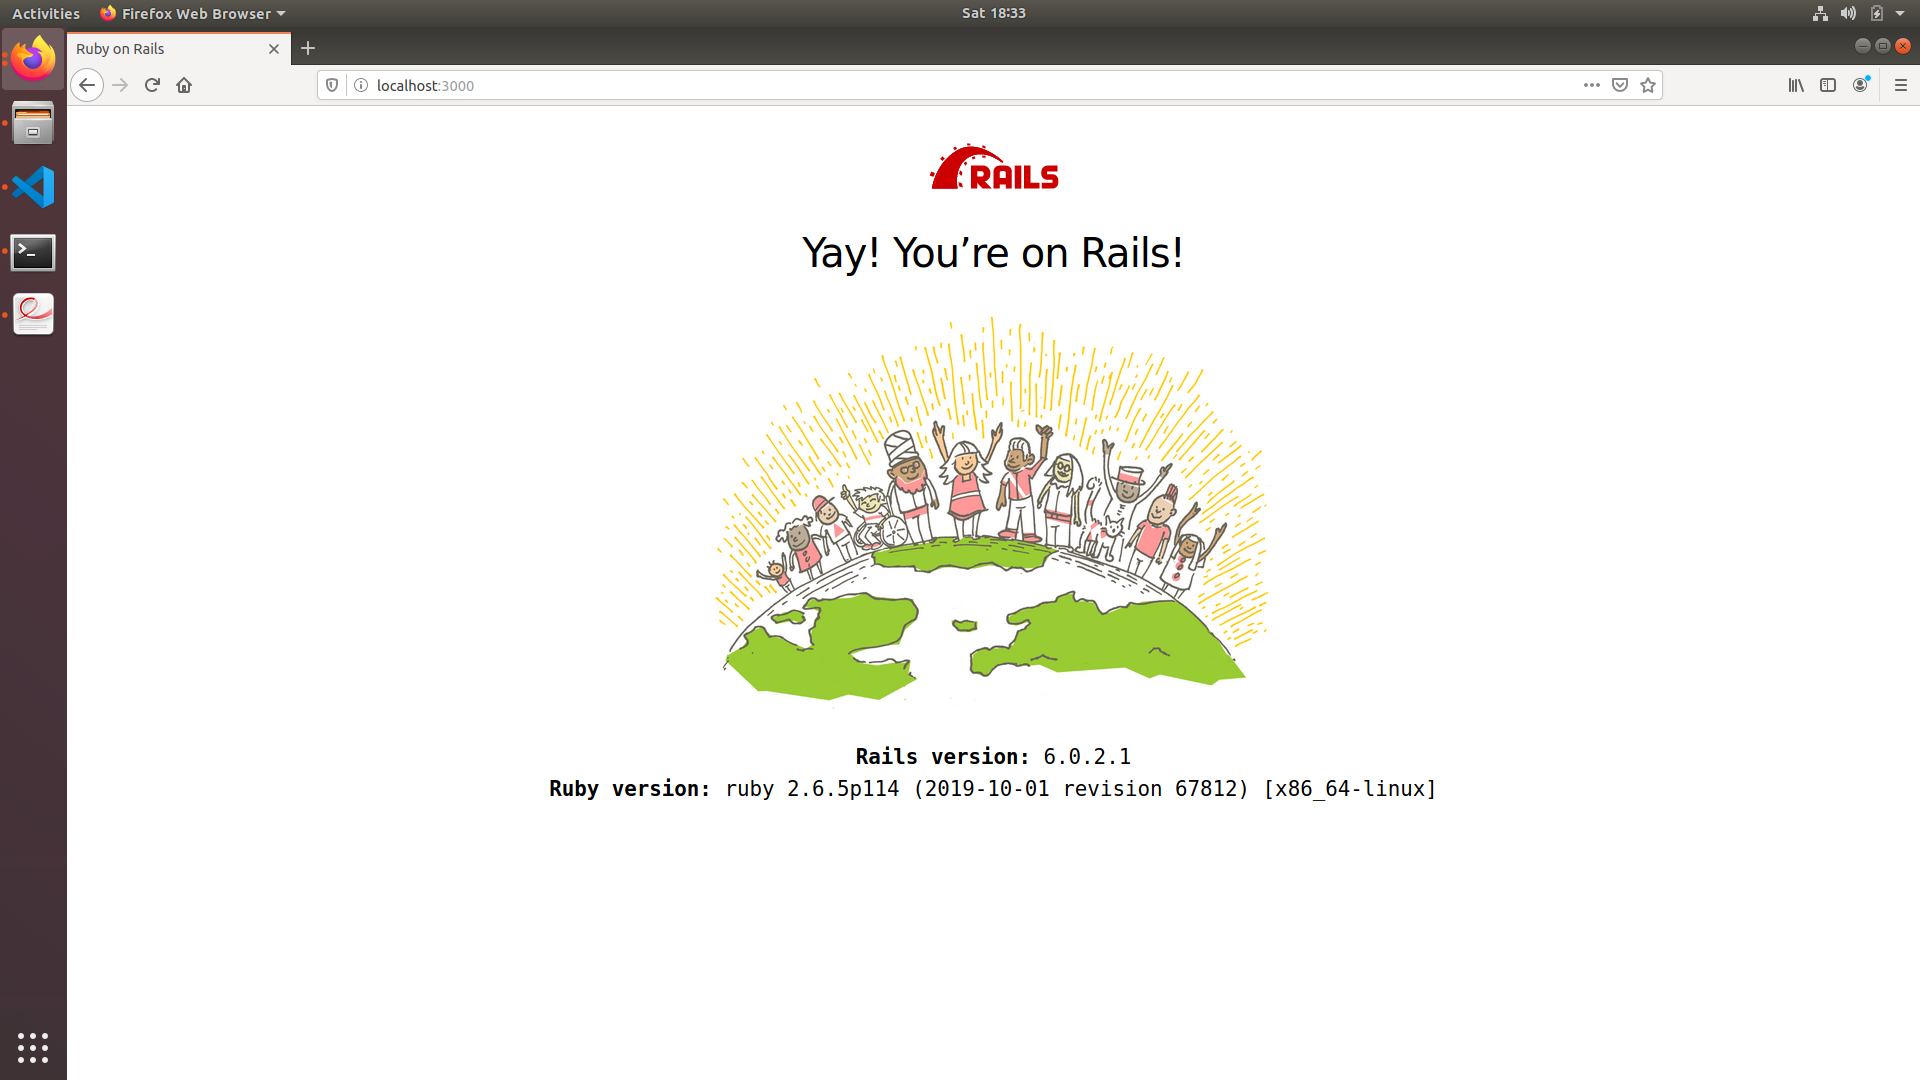 Activities
Firefox Web Browser
Sat 18:33
Ruby on Rails
localhost:3000
RAILS
Yay! You’re on Rails!
Rails version: 6.0.2.1
Ruby version: ruby 2.6.5p114 (2019-10-01 revision 67812) [x86_64-linux]